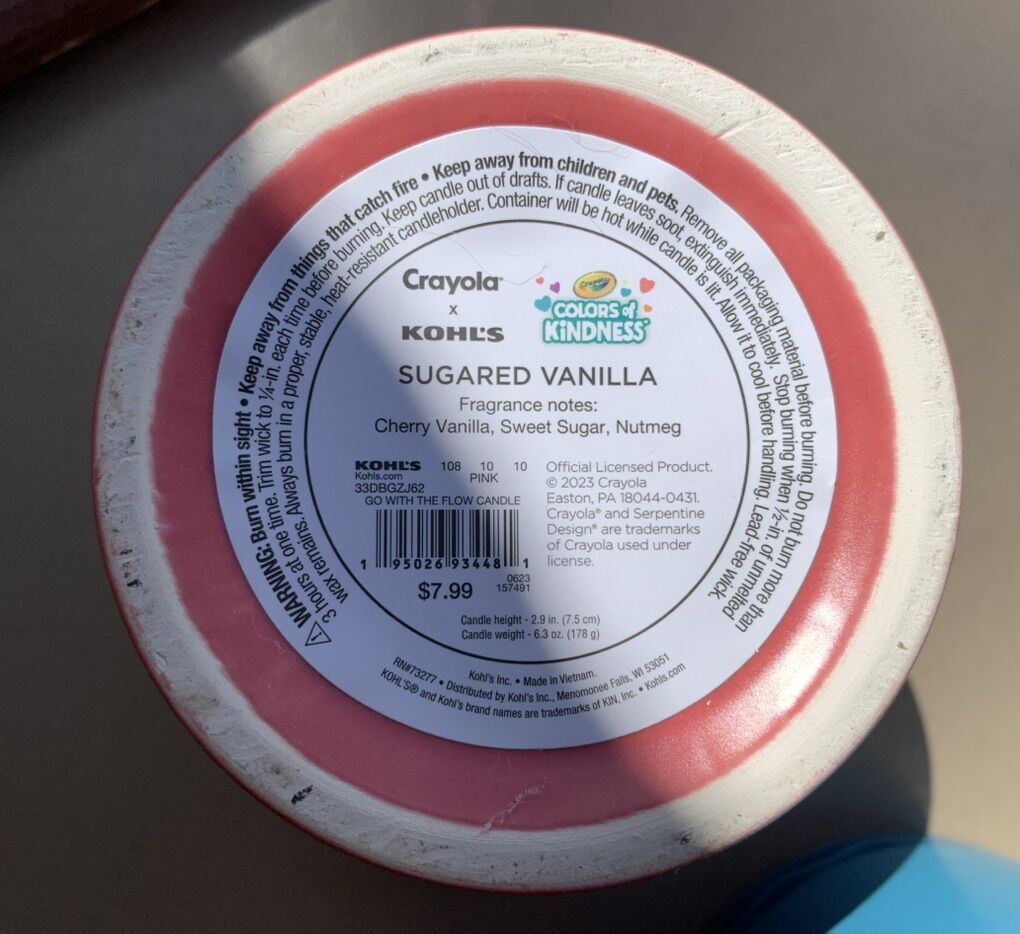 ⚠WARNING: Burn within sight • Keep away from things that catch fire • Keep away from children and pets. Remove all packaging material before burning. Do not burn more than
3 hours at one time. Trim wick to 1⁄4-in. each time before burning. Keep candle out of drafts. If candle leaves soot, extinguish immediately. Stop burning when 1⁄2-in. of unmelted
wax remains. Always burn in a proper, stable, heat-resistant candleholder. Container will be hot while candle is lit. Allow it to cool before handling. Lead-free wick.
Crayola®
x
KOHL'S
Crayola
COLORS of
KiNDNESS
SUGARED VANILLA
Fragrance notes:
Cherry Vanilla, Sweet Sugar, Nutmeg
KOHL'S 108 10 10
Kohls.com PINK
33DBGZJ62
GO WITH THE FLOW CANDLE
1 95026 93448 1
$7.99
0623
157491
Official Licensed Product.
© 2023 Crayola
Easton, PA 18044-0431.
Crayola® and Serpentine
Design® are trademarks
of Crayola used under
license.
Candle height - 2.9 in. (7.5 cm)
Candle weight - 6.3 oz. (178 g)
Kohl's Inc. • Made in Vietnam.
RN#73277 • Distributed by Kohl's Inc., Menomonee Falls, WI 53051
KOHL'S® and Kohl's brand names are trademarks of KIN, Inc. • Kohls.com